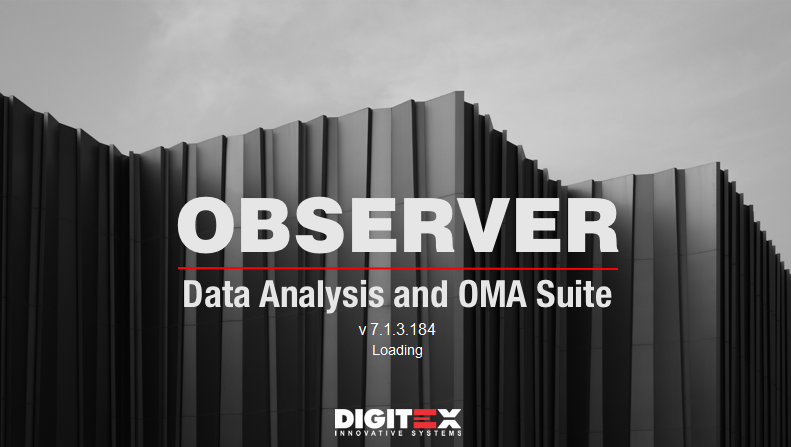 OBSERVER
Data Analysis and OMA Suite
v 7.1.3.184
Loading
DIGITEX
INNOVATIVE SYSTEMS